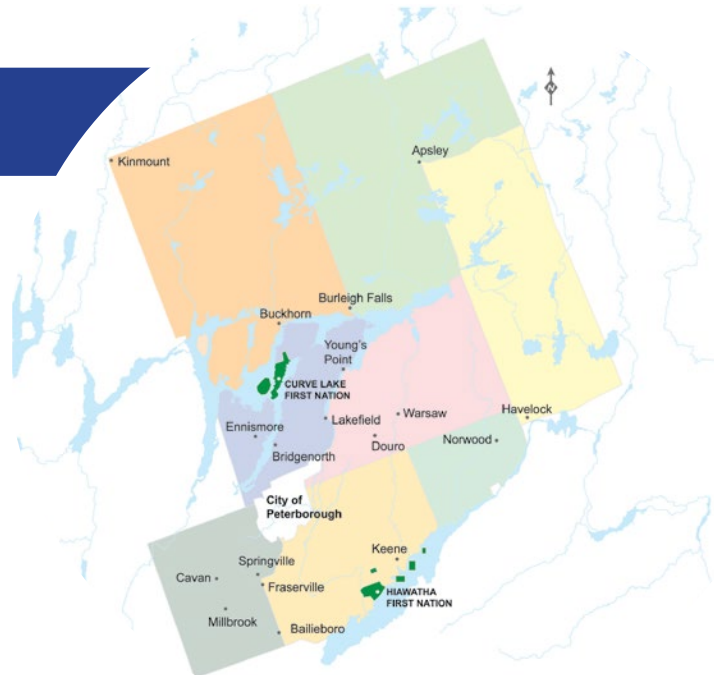 N
Kinmount
Apsley
Burleigh Falls
Buckhorn
Young's
Point
CURVE LAKE
FIRST NATION
Lakefield
Warsaw
Havelock
Ennismore
Douro
Norwood
Bridgenorth
City of
Peterborough
Keene
Springville
Cavan
Fraserville
HIAWATHA
FIRST NATION
Millbrook
Bailieboro